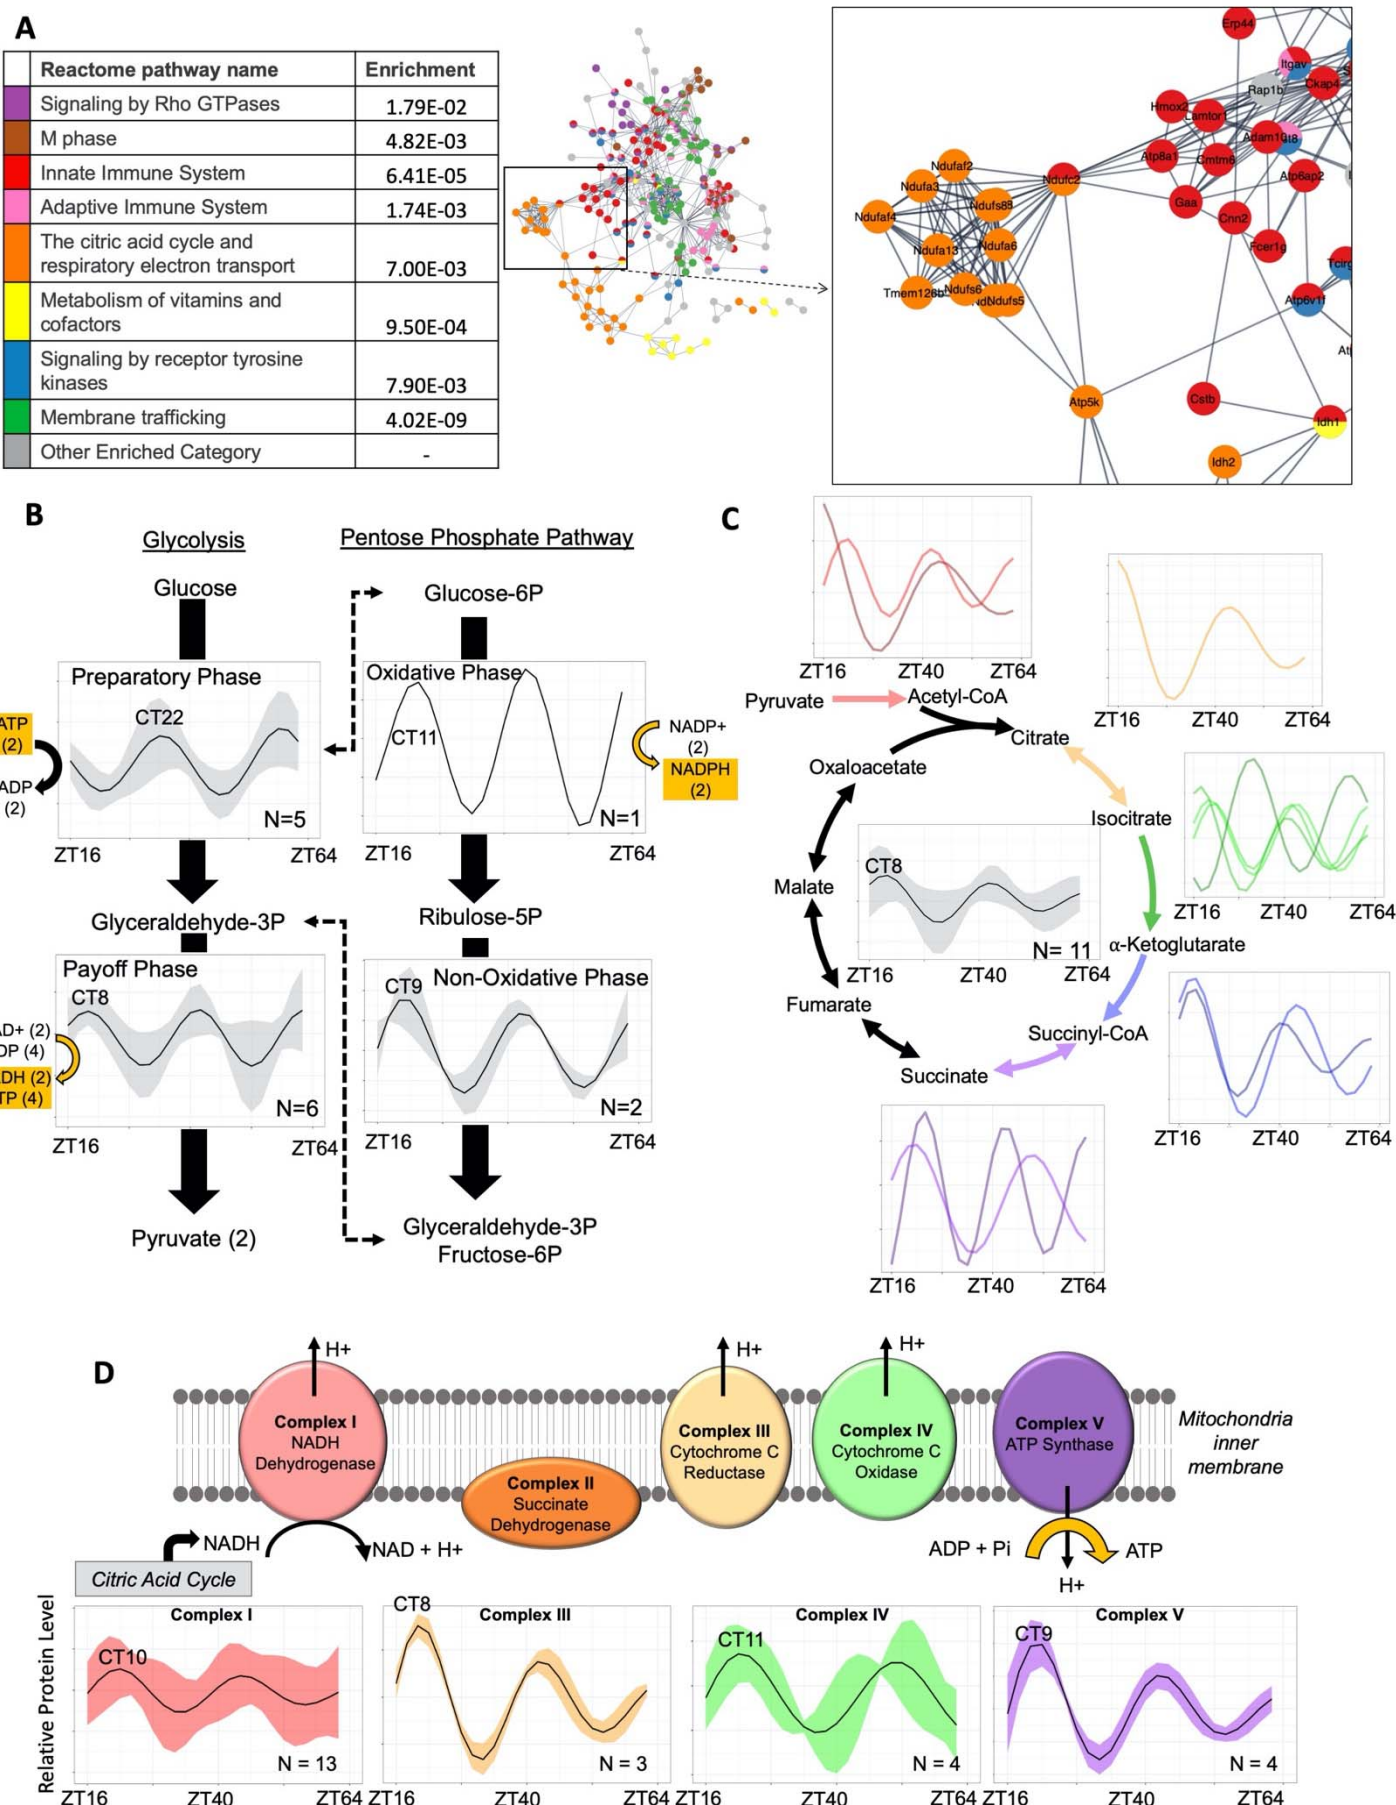 A
Reactome pathway name
Enrichment
Signaling by Rho GTPases
1.79E-02
M phase
4.82E-03
Innate Immune System
6.41E-05
Adaptive Immune System
1.74E-03
The citric acid cycle and
respiratory electron transport
7.00E-03
Metabolism of vitamins and
cofactors
9.50E-04
Signaling by receptor tyrosine
kinases
7.90E-03
Membrane trafficking
4.02E-09
Other Enriched Category
-
Erp44
Itgav
Rap1b
Ckap4
Hmox2
Lamtor1
Adam10
Atp8a1
Cmtm6
Atp6ap2
Gaa
Cnn2
Fcer1g
Atp6v1f
Ndufaf2
Ndufa3
Ndufc2
Ndufaf4
Ndufa13
Ndufa6
Tmem126b
Ndufs6
Ndufs5
Atp5k
Cstb
Idh1
Idh2
B
Glycolysis
Pentose Phosphate Pathway
Glucose
Glucose-6P
Preparatory Phase
CT22
N=5
ZT16
ZT64
Oxidative Phase
CT11
N=1
ZT16
ZT64
ATP
(2)
ADP
(2)
NADP+
(2)
NADPH
(2)
Glyceraldehyde-3P
Ribulose-5P
Payoff Phase
CT8
N=6
ZT16
ZT64
CT9
Non-Oxidative Phase
N=2
ZT16
ZT64
AD+ (2)
DP (4)
DH (2)
TP (4)
Pyruvate (2)
Glyceraldehyde-3P
Fructose-6P
C
ZT16
ZT40
ZT64
ZT16
ZT40
ZT64
Pyruvate
Acetyl-CoA
Citrate
Oxaloacetate
Isocitrate
ZT16
ZT40
ZT64
Malate
CT8
N= 11
ZT16
ZT40
ZT64
α-Ketoglutarate
Fumarate
Succinyl-CoA
Succinate
ZT16
ZT40
ZT64
ZT16
ZT40
ZT64
D
H+
H+
H+
Complex I
NADH
Dehydrogenase
Complex II
Succinate
Dehydrogenase
Complex III
Cytochrome C
Reductase
Complex IV
Cytochrome C
Oxidase
Complex V
ATP Synthase
Mitochondria
inner
membrane
NADH
NAD + H+
ADP + Pi
ATP
H+
Citric Acid Cycle
Relative Protein Level
Complex I
CT10
N = 13
ZT16
ZT40
ZT64
CT8
Complex III
N = 3
ZT16
ZT40
ZT64
Complex IV
CT11
N = 4
ZT16
ZT40
ZT64
Complex V
CT9
N = 4
ZT16
ZT40
ZT64